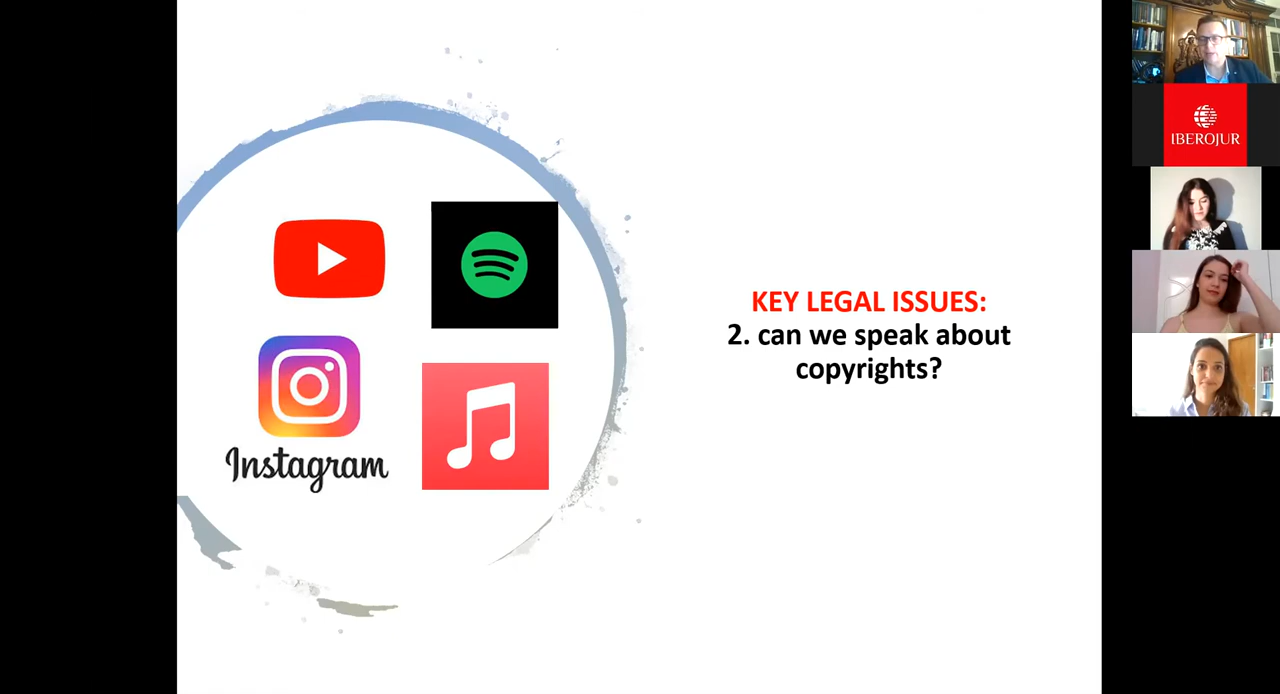 KEY LEGAL ISSUES:
2. can we speak about
copyrights?
Instagram
IBEROJUR